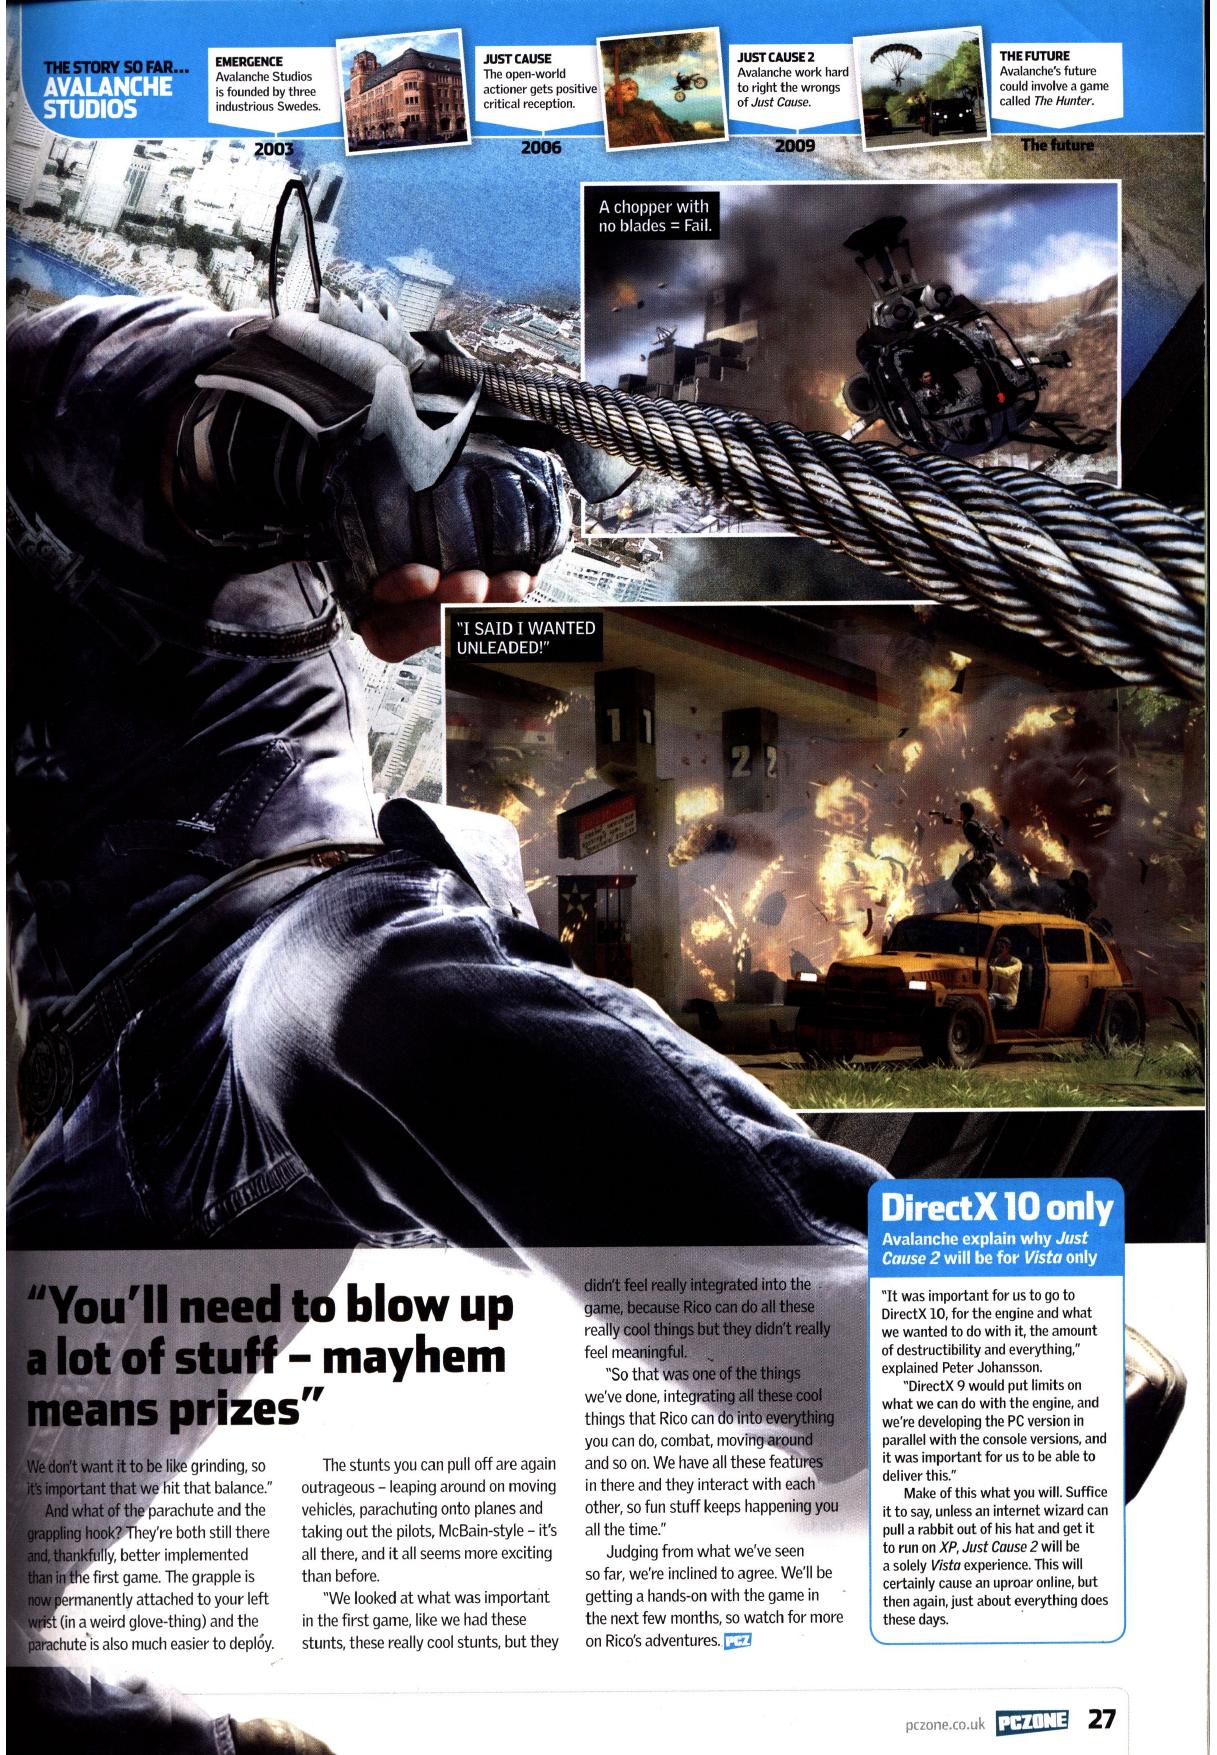 THE STORY SO FAR...
AVALANCHE
STUDIOS
EMERGENCE
Avalanche Studios
is founded by three
industrious Swedes.
2003
JUST CAUSE
The open-world
actioner gets positive
critical reception.
2006
JUST CAUSE 2
Avalanche work hard
to right the wrongs
of Just Cause.
2009
THE FUTURE
Avalanche's future
could involve a game
called The Hunter.
The future
A chopper with
no blades = Fail.
"I SAID I WANTED
UNLEADED!"
11
22
"You'll need to blow up
a lot of stuff – mayhem
means prizes"
We don't want it to be like grinding, so
it's important that we hit that balance."
And what of the parachute and the
grappling hook? They're both still there
and, thankfully, better implemented
than in the first game. The grapple is
now permanently attached to your left
wrist (in a weird glove-thing) and the
parachute is also much easier to deploy.
The stunts you can pull off are again
outrageous – leaping around on moving
vehicles, parachuting onto planes and
taking out the pilots, McBain-style – it's
all there, and it all seems more exciting
than before.
"We looked at what was important
in the first game, like we had these
stunts, these really cool stunts, but they
didn't feel really integrated into the
game, because Rico can do all these
really cool things but they didn't really
feel meaningful.
"So that was one of the things
we've done, integrating all these cool
things that Rico can do into everything
you can do, combat, moving around
and so on. We have all these features
in there and they interact with each
other, so fun stuff keeps happening you
all the time."
Judging from what we've seen
so far, we're inclined to agree. We'll be
getting a hands-on with the game in
the next few months, so watch for more
on Rico's adventures. PCZ
DirectX 10 only
Avalanche explain why Just
Cause 2 will be for Vista only
"It was important for us to go to
DirectX 10, for the engine and what
we wanted to do with it, the amount
of destructibility and everything,"
explained Peter Johansson.
"DirectX 9 would put limits on
what we can do with the engine, and
we're developing the PC version in
parallel with the console versions, and
it was important for us to be able to
deliver this."
Make of this what you will. Suffice
it to say, unless an internet wizard can
pull a rabbit out of his hat and get it
to run on XP, Just Cause 2 will be
a solely Vista experience. This will
certainly cause an uproar online, but
then again, just about everything does
these days.
pczone.co.uk PCZONE 27